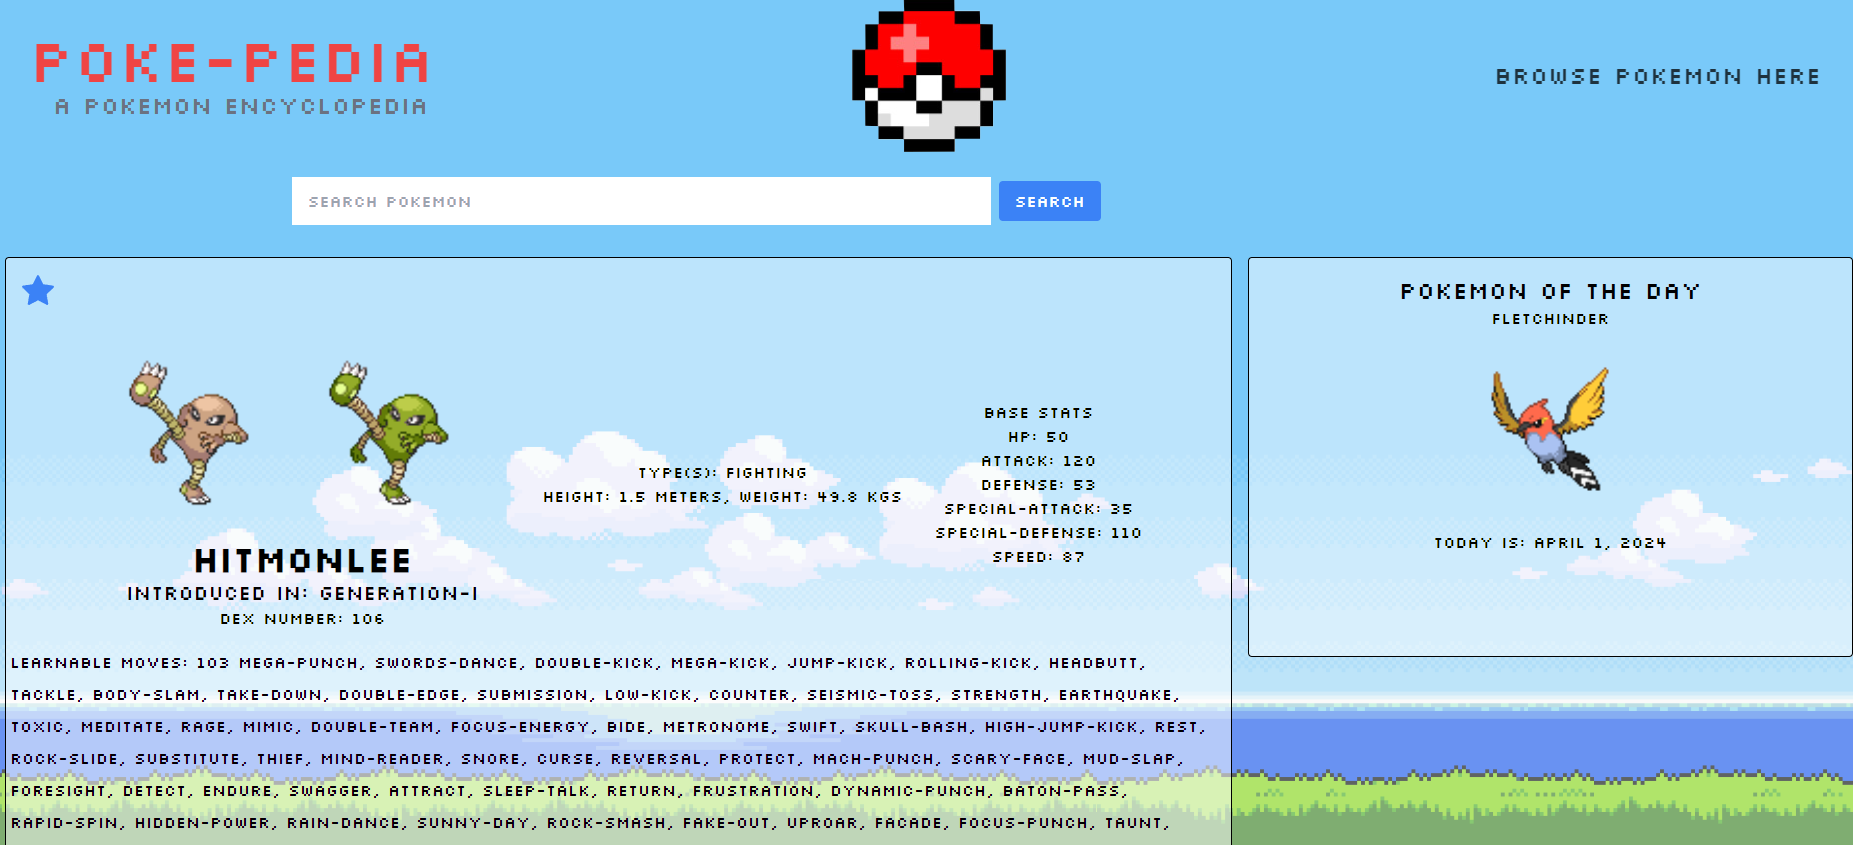 POKE-PEDIA
A POKEMON ENCYCLOPEDIA
BROWSE POKEMON HERE
SEARCH POKEMON
SEARCH
HITMONLEE
INTRODUCED IN: GENERATION-I
DEX NUMBER: 106
TYPE(S): FIGHTING
HEIGHT: 1.5 METERS, WEIGHT: 49.8 KGS
BASE STATS
HP: 50
ATTACK: 120
DEFENSE: 53
SPECIAL-ATTACK: 35
SPECIAL-DEFENSE: 110
SPEED: 87
LEARNABLE MOVES: 103 MEGA-PUNCH, SWORDS-DANCE, DOUBLE-KICK, MEGA-KICK, JUMP-KICK, ROLLING-KICK, HEADBUTT,
TACKLE, BODY-SLAM, TAKE-DOWN, DOUBLE-EDGE, SUBMISSION, LOW-KICK, COUNTER, SEISMIC-TOSS, STRENGTH, EARTHQUAKE,
TOXIC, MEDITATE, RAGE, MIMIC, DOUBLE-TEAM, FOCUS-ENERGY, BIDE, METRONOME, SWIFT, SKULL-BASH, HIGH-JUMP-KICK, REST,
ROCK-SLIDE, SUBSTITUTE, THIEF, MIND-READER, SNORE, CURSE, REVERSAL, PROTECT, MACH-PUNCH, SCARY-FACE, MUD-SLAP,
FORESIGHT, DETECT, ENDURE, SWAGGER, ATTRACT, SLEEP-TALK, RETURN, FRUSTRATION, DYNAMIC-PUNCH, BATON-PASS,
RAPID-SPIN, HIDDEN-POWER, RAIN-DANCE, SUNNY-DAY, ROCK-SMASH, FAKE-OUT, UPROAR, FACADE, FOCUS-PUNCH, TAUNT,
POKEMON OF THE DAY
FLETCHINDER
TODAY IS: APRIL 1, 2024